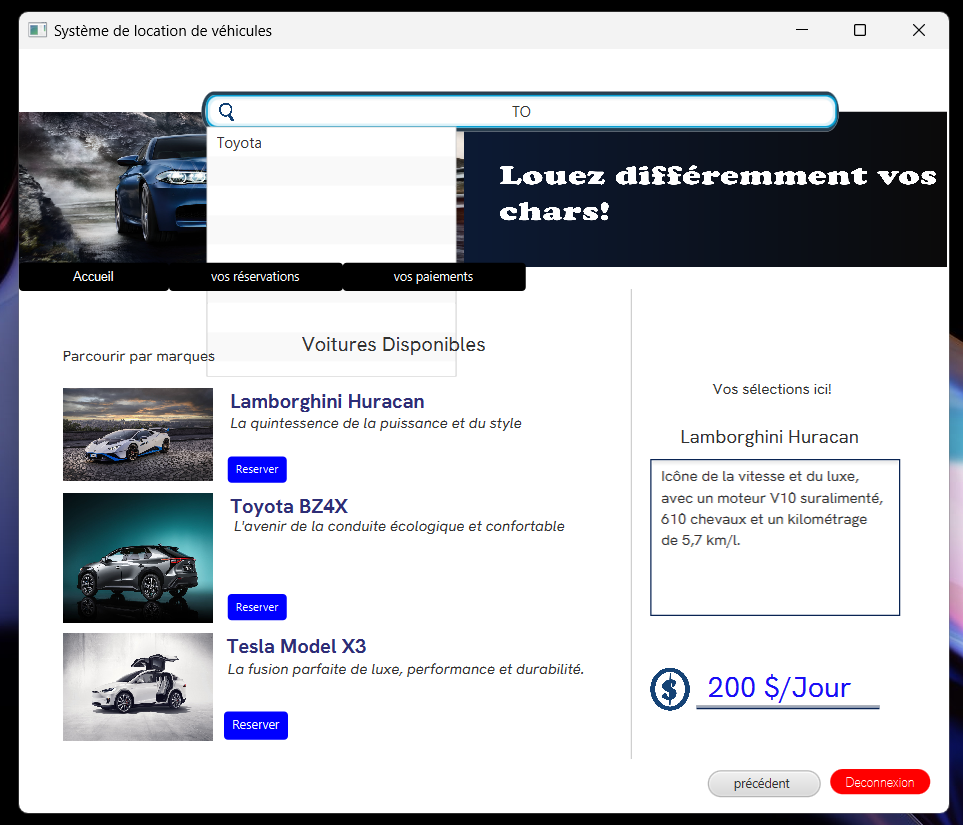 Système de location de véhicules
TO
Toyota
Louez différemment vos
chars!
Accueil
vos réservations
vos paiements
Voitures Disponibles
Parcourir par marques
Lamborghini Huracan
La quintessence de la puissance et du style
Reserver
Toyota BZ4X
L'avenir de la conduite écologique et confortable
Reserver
Tesla Model X3
La fusion parfaite de luxe, performance et durabilité.
Reserver
Vos sélections ici!
Lamborghini Huracan
Icône de la vitesse et du luxe,
avec un moteur V10 suralimenté,
610 chevaux et un kilométrage
de 5,7 km/l.
$
200 $/Jour
précédent
Deconnexion